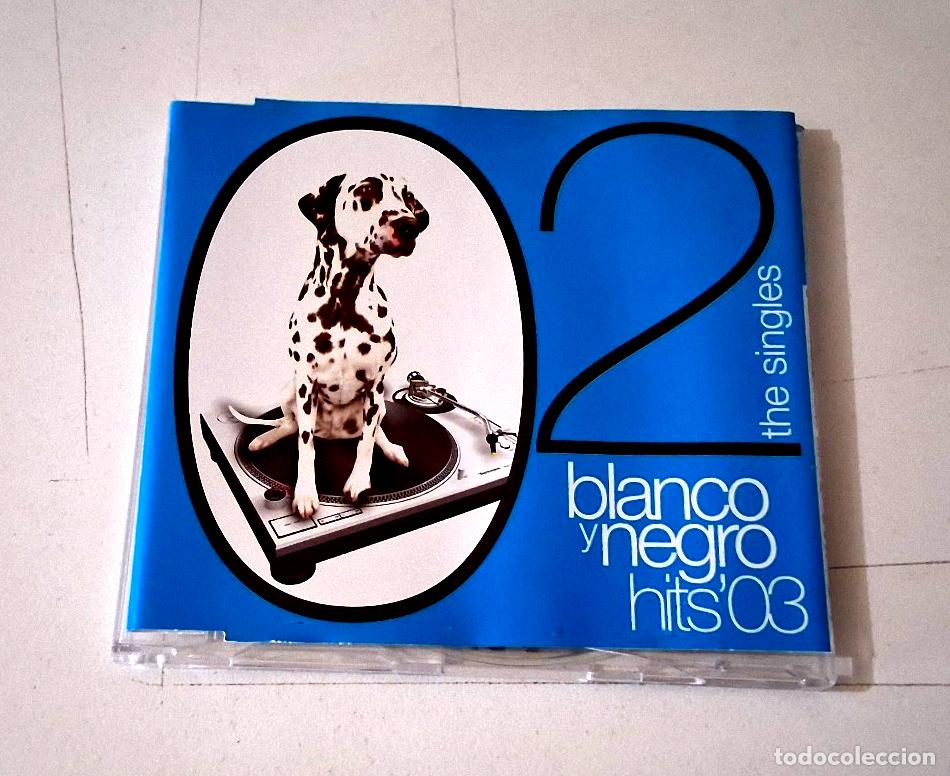 02
the singles
blanco
y negro
hits'03
todocoleccion